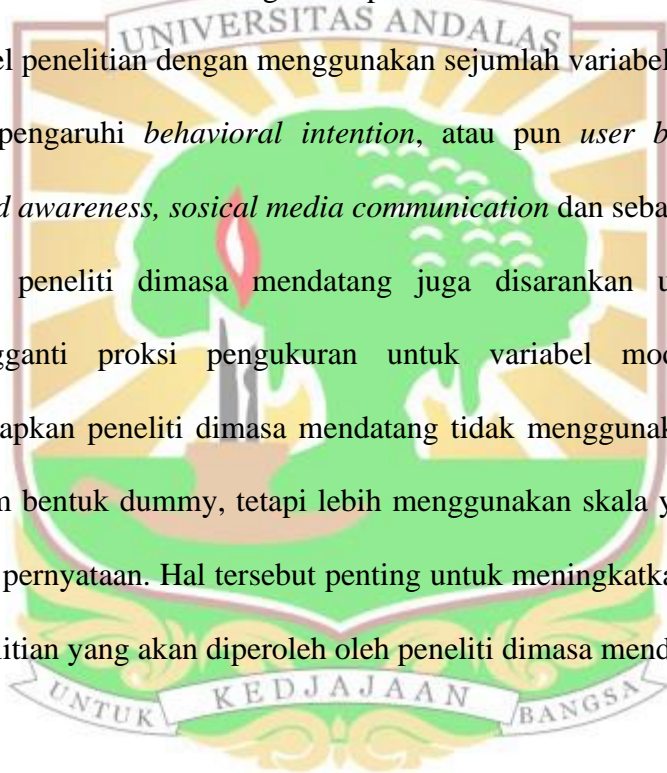 UNIVERSITAS ANDALAS
el penelitian dengan menggunakan sejumlah variabel
pengaruhi behavioral intention, atau pun user b
d awareness, sosical media communication dan seba
peneliti dimasa mendatang juga disarankan u
gganti proksi pengukuran untuk variabel mod
apkan peneliti dimasa mendatang tidak menggunak
m bentuk dummy, tetapi lebih menggunakan skala y
pernyataan. Hal tersebut penting untuk meningkatka
litian yang akan diperoleh oleh peneliti dimasa mend
UNTUK KEDJAJAAN BANGSA